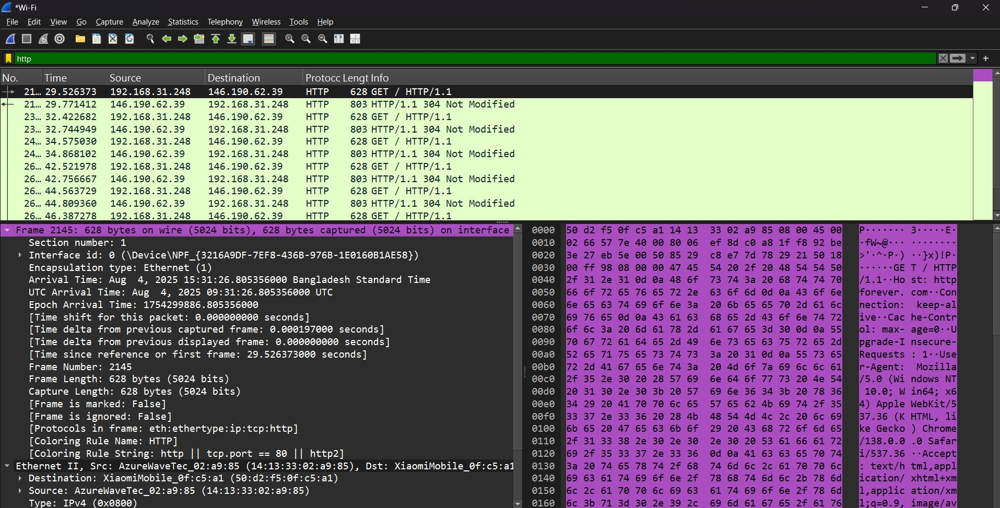 *Wi-Fi
File Edit View Go Capture Analyze Statistics Telephony Wireless Tools Help
http
No. Time Source Destination Protocc Lengt Info
21… 29.526373 192.168.31.248 146.190.62.39 HTTP 628 GET / HTTP/1.1
21… 29.771412 146.190.62.39 192.168.31.248 HTTP 803 HTTP/1.1 304 Not Modified
23… 32.422682 192.168.31.248 146.190.62.39 HTTP 628 GET / HTTP/1.1
23… 32.744949 146.190.62.39 192.168.31.248 HTTP 803 HTTP/1.1 304 Not Modified
24… 34.575030 192.168.31.248 146.190.62.39 HTTP 628 GET / HTTP/1.1
24… 34.868102 146.190.62.39 192.168.31.248 HTTP 803 HTTP/1.1 304 Not Modified
26… 42.521978 192.168.31.248 146.190.62.39 HTTP 628 GET / HTTP/1.1
26… 42.756667 146.190.62.39 192.168.31.248 HTTP 803 HTTP/1.1 304 Not Modified
26… 44.563729 192.168.31.248 146.190.62.39 HTTP 628 GET / HTTP/1.1
26… 44.809360 146.190.62.39 192.168.31.248 HTTP 803 HTTP/1.1 304 Not Modified
26… 46.387278 192.168.31.248 146.190.62.39 HTTP 628 GET / HTTP/1.1
Frame 2145: 628 bytes on wire (5024 bits), 628 bytes captured (5024 bits) on interface
Section number: 1
Interface id: 0 (\Device\NPF_{3216A9DF-7EF8-436B-976B-1E0160B1AE58})
Encapsulation type: Ethernet (1)
Arrival Time: Aug  4, 2025 15:31:26.805356000 Bangladesh Standard Time
UTC Arrival Time: Aug  4, 2025 09:31:26.805356000 UTC
Epoch Arrival Time: 1754299886.805356000
[Time shift for this packet: 0.000000000 seconds]
[Time delta from previous captured frame: 0.000197000 seconds]
[Time delta from previous displayed frame: 0.000000000 seconds]
[Time since reference or first frame: 29.526373000 seconds]
Frame Number: 2145
Frame Length: 628 bytes (5024 bits)
Capture Length: 628 bytes (5024 bits)
[Frame is marked: False]
[Frame is ignored: False]
[Protocols in frame: eth:ethertype:ip:tcp:http]
[Coloring Rule Name: HTTP]
[Coloring Rule String: http || tcp.port == 80 || http2]
Ethernet II, Src: AzureWaveTec_02:a9:85 (14:13:33:02:a9:85), Dst: XiaomiMobile_0f:c5:a1
Destination: XiaomiMobile_0f:c5:a1 (50:d2:f5:0f:c5:a1)
Source: AzureWaveTec_02:a9:85 (14:13:33:02:a9:85)
Type: IPv4 (0x0800)
0000 50 d2 f5 0f c5 a1 14 13 33 02 a9 85 08 00 45 00 P······· 3·····E·
0010 02 66 57 7e 40 00 80 06 ef 8d c0 a8 1f f8 92 be ·fW~@··· ········
0020 3e 27 eb 5e 00 50 85 29 c8 e7 7d 78 29 21 50 18 >'·^·P·) ··}x)!P·
0030 00 ff 98 08 00 00 47 45 54 20 2f 20 48 54 54 50 ······GE T / HTTP
0040 2f 31 2e 31 0d 0a 48 6f 73 74 3a 20 68 74 74 70 /1.1··Ho st: http
0050 66 6f 72 65 76 65 72 2e 63 6f 6d 0d 0a 43 6f 6e forever. com··Con
0060 6e 65 63 74 69 6f 6e 3a 20 6b 65 65 70 2d 61 6c nection:  keep-al
0070 69 76 65 0d 0a 43 61 63 68 65 2d 43 6f 6e 74 72 ive··Cac he-Contr
0080 6f 6c 3a 20 6d 61 78 2d 61 67 65 3d 30 0d 0a 55 ol: max- age=0··U
0090 70 67 72 61 64 65 2d 49 6e 73 65 63 75 72 65 2d pgrade-I nsecure-
00a0 52 65 71 75 65 73 74 73 3a 20 31 0d 0a 55 73 65 Requests : 1··Use
00b0 72 2d 41 67 65 6e 74 3a 20 4d 6f 7a 69 6c 6c 61 r-Agent:  Mozilla
00c0 2f 35 2e 30 20 28 57 69 6e 64 6f 77 73 20 4e 54 /5.0 (Wi ndows NT
00d0 20 31 30 2e 30 3b 20 57 69 6e 36 34 3b 20 78 36  10.0; W in64; x6
00e0 34 29 20 41 70 70 6c 65 57 65 62 4b 69 74 2f 35 4) Apple WebKit/5
00f0 33 37 2e 33 36 20 28 4b 48 54 4d 4c 2c 20 6c 69 37.36 (K HTML, li
0100 6b 65 20 47 65 63 6b 6f 29 20 43 68 72 6f 6d 65 ke Gecko ) Chrome
0110 2f 31 33 38 2e 30 2e 30 2e 30 20 53 61 66 61 72 /138.0.0 .0 Safar
0120 69 2f 35 33 37 2e 33 36 0d 0a 41 63 63 65 70 74 i/537.36 ··Accept
0130 3a 20 74 65 78 74 2f 68 74 6d 6c 2c 61 70 70 6c : text/h tml,appl
0140 69 63 61 74 69 6f 6e 2f 78 68 74 6d 6c 2b 78 6d ication/ xhtml+xm
0150 6c 2c 61 70 70 6c 69 63 61 74 69 6f 6e 2f 78 6d l,applic ation/xm
0160 6c 3b 71 3d 30 2e 39 2c 69 6d 61 67 65 2f 61 76 l;q=0.9, image/av